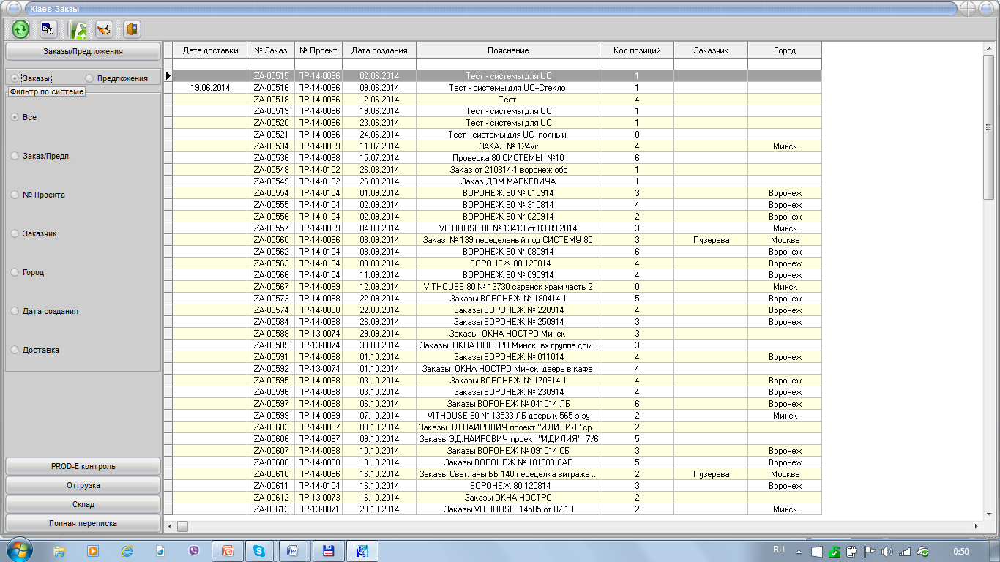 Klaes-Закзы
Заказы/Предложения
Заказы Предложения
Фильтр по системе
Все
Заказ/Предл.
№ Проекта
Заказчик
Город
Дата создания
Доставка
PROD-E контроль
Отгрузка
Склад
Полная переписка
Дата доставки № Заказ № Проект Дата создания Пояснение Кол.позиций Заказчик Город
ZA-00515 ПР-14-0096 02.06.2014 Тест - системы для UC 1
19.06.2014 ZA-00516 ПР-14-0096 09.06.2014 Тест - системы для UC+Стекло 1
ZA-00518 ПР-14-0096 12.06.2014 Тест 4
ZA-00519 ПР-14-0096 19.06.2014 Тест - системы для UC 1
ZA-00520 ПР-14-0096 23.06.2014 Тест - системы для UC 1
ZA-00521 ПР-14-0096 24.06.2014 Тест - системы для UC- полный 0
ZA-00534 ПР-14-0099 11.07.2014 ЗАКАЗ № 124vit 4 Минск
ZA-00536 ПР-14-0098 15.07.2014 Проверка 80 СИСТЕМЫ №10 6
ZA-00548 ПР-14-0102 26.08.2014 Заказ от 210814-1 воронеж обр 1
ZA-00549 ПР-14-0102 26.08.2014 Заказ ДОМ МАРКЕВИЧА 1
ZA-00554 ПР-14-0104 01.09.2014 ВОРОНЕЖ 80 № 010914 3 Воронеж
ZA-00555 ПР-14-0104 02.09.2014 ВОРОНЕЖ 80 № 310814 4 Воронеж
ZA-00556 ПР-14-0104 02.09.2014 ВОРОНЕЖ 80 № 020914 2 Воронеж
ZA-00557 ПР-14-0099 04.09.2014 VITHOUSE 80 № 13413 от 03.09.2014 3 Минск
ZA-00560 ПР-14-0086 08.09.2014 Заказ № 139 переделаный под СИСТЕМУ 80 3 Пузерева Москва
ZA-00562 ПР-14-0104 08.09.2014 ВОРОНЕЖ 80 № 080914 6 Воронеж
ZA-00563 ПР-14-0104 09.09.2014 ВОРОНЕЖ 80 120814 4 Воронеж
ZA-00566 ПР-14-0104 11.09.2014 ВОРОНЕЖ 80 № 090914 4 Воронеж
ZA-00567 ПР-14-0099 12.09.2014 VITHOUSE 80 № 13730 саранск храм часть 2 0 Минск
ZA-00573 ПР-14-0088 22.09.2014 Заказы ВОРОНЕЖ № 180414-1 5 Воронеж
ZA-00574 ПР-14-0088 22.09.2014 Заказы ВОРОНЕЖ № 220914 4 Воронеж
ZA-00584 ПР-14-0088 26.09.2014 Заказы ВОРОНЕЖ № 250914 3 Воронеж
ZA-00588 ПР-13-0074 29.09.2014 Заказы ОКНА НОСТРО Минск 3
ZA-00589 ПР-13-0074 30.09.2014 Заказы ОКНА НОСТРО Минск вх.группа дом... 3
ZA-00591 ПР-14-0088 01.10.2014 Заказы ВОРОНЕЖ № 011014 4 Воронеж
ZA-00592 ПР-13-0074 01.10.2014 Заказы ОКНА НОСТРО Минск дверь в кафе 4
ZA-00595 ПР-14-0088 03.10.2014 Заказы ВОРОНЕЖ № 170914-1 4 Воронеж
ZA-00596 ПР-14-0088 03.10.2014 Заказы ВОРОНЕЖ № 230914 4 Воронеж
ZA-00597 ПР-14-0088 06.10.2014 Заказы ВОРОНЕЖ № 041014 ЛБ 6 Воронеж
ZA-00599 ПР-14-0099 07.10.2014 VITHOUSE 80 № 13533 ЛБ дверь к 565 з-зу 2 Минск
ZA-00603 ПР-14-0087 09.10.2014 Заказы ЭД.НАИРОВИЧ проект "ИДИЛИЯ" ср... 2
ZA-00606 ПР-14-0087 09.10.2014 Заказы ЭД.НАИРОВИЧ проект "ИДИЛИЯ" 7/6 5
ZA-00607 ПР-14-0088 10.10.2014 Заказы ВОРОНЕЖ № 091014 СБ 3 Воронеж
ZA-00608 ПР-14-0088 10.10.2014 Заказы ВОРОНЕЖ № 101009 ЛАЕ 5 Воронеж
ZA-00610 ПР-14-0086 16.10.2014 Заказы Светланы ББ 140 переделка витража ... 2 Пузерева Москва
ZA-00611 ПР-14-0104 16.10.2014 ВОРОНЕЖ 80 120814 3 Воронеж
ZA-00612 ПР-13-0073 16.10.2014 Заказы ОКНА НОСТРО 2
ZA-00613 ПР-13-0071 20.10.2014 Заказы VITHOUSE 14505 от 07.10 2 Минск
RU 0:50